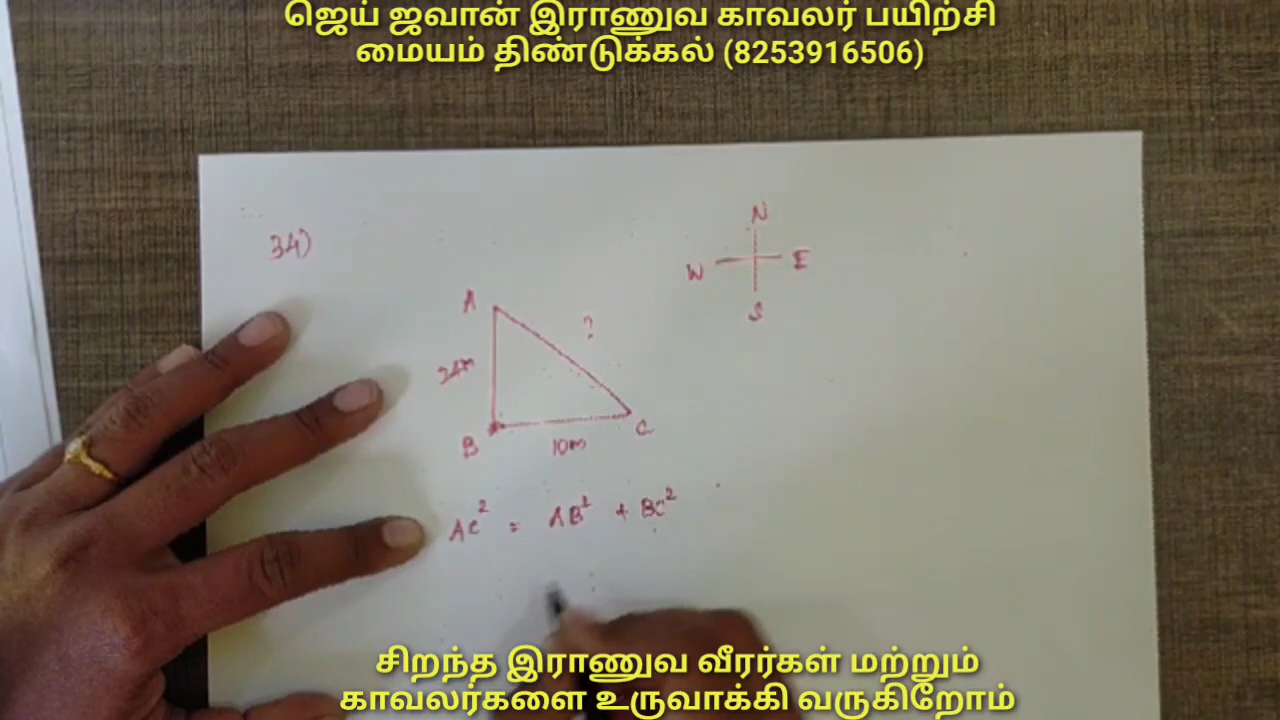 ஜெய் ஜவான் இராணுவ காவலர் பயிற்சி
மையம் திண்டுக்கல் (8253916506)
34)
N
W E
S
A
?
24m
B 10m C
AC² = AB² + BC²
சிறந்த இராணுவ வீரர்கள் மற்றும்
காவலர்களை உருவாக்கி வருகிறோம்